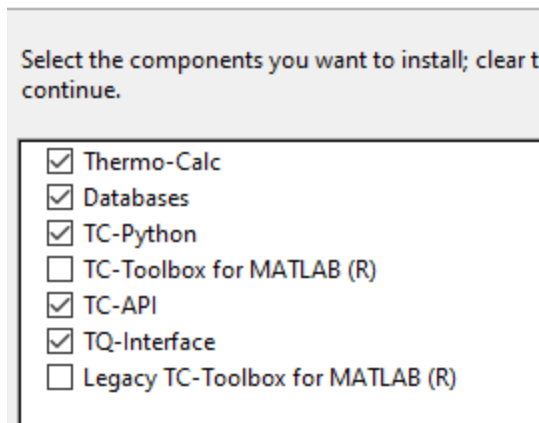 Select the components you want to install; clear t
continue.
Thermo-Calc
Databases
TC-Python
TC-Toolbox for MATLAB (R)
TC-API
TQ-Interface
Legacy TC-Toolbox for MATLAB (R)